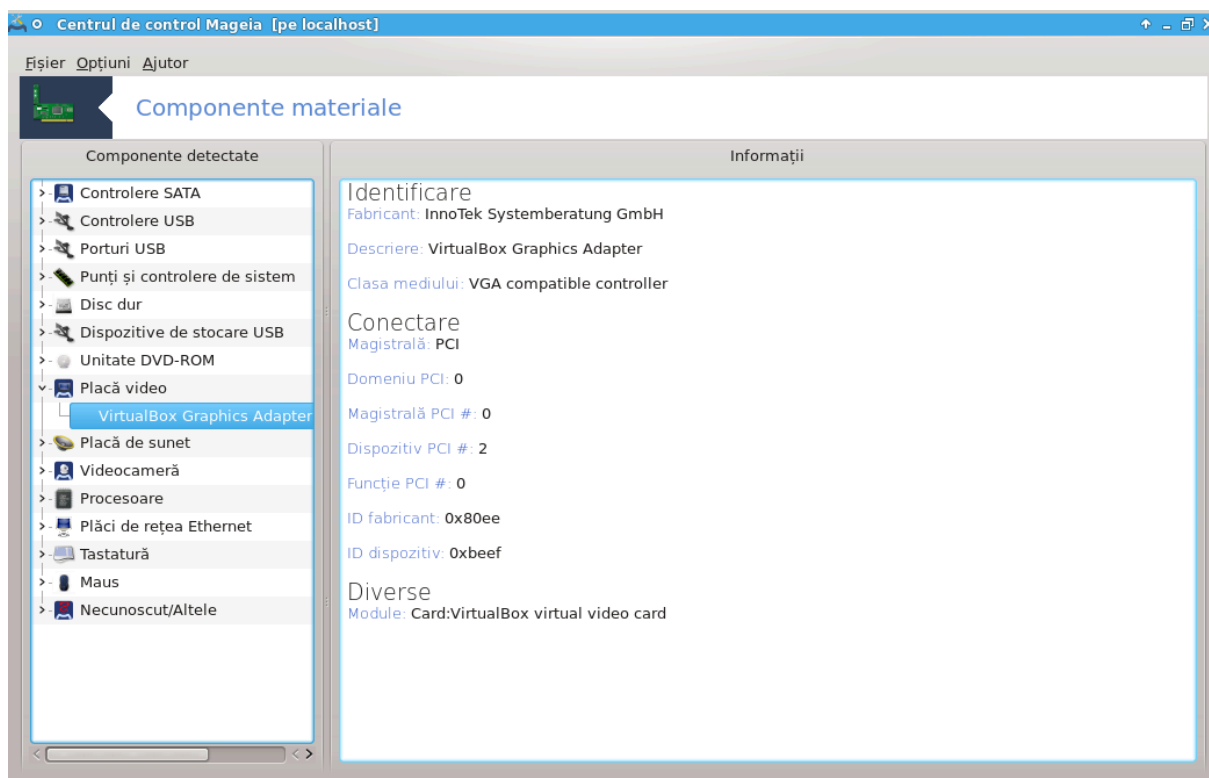 Centrul de control Mageia [pe localhost]
Fișier Opțiuni Ajutor
Componente materiale
Componente detectate
Controlere SATA
Controlere USB
Porturi USB
Punți și controlere de sistem
Disc dur
Dispozitive de stocare USB
Unitate DVD-ROM
Placă video
VirtualBox Graphics Adapter
Placă de sunet
Videocameră
Procesoare
Plăci de rețea Ethernet
Tastatură
Maus
Necunoscut/Altele
Informații
Identificare
Fabricant: InnoTek Systemberatung GmbH
Descriere: VirtualBox Graphics Adapter
Clasa mediului: VGA compatible controller
Conectare
Magistrală: PCI
Domeniu PCI: 0
Magistrală PCI #: 0
Dispozitiv PCI #: 2
Funcție PCI #: 0
ID fabricant: 0x80ee
ID dispozitiv: 0xbeef
Diverse
Module: Card:VirtualBox virtual video card